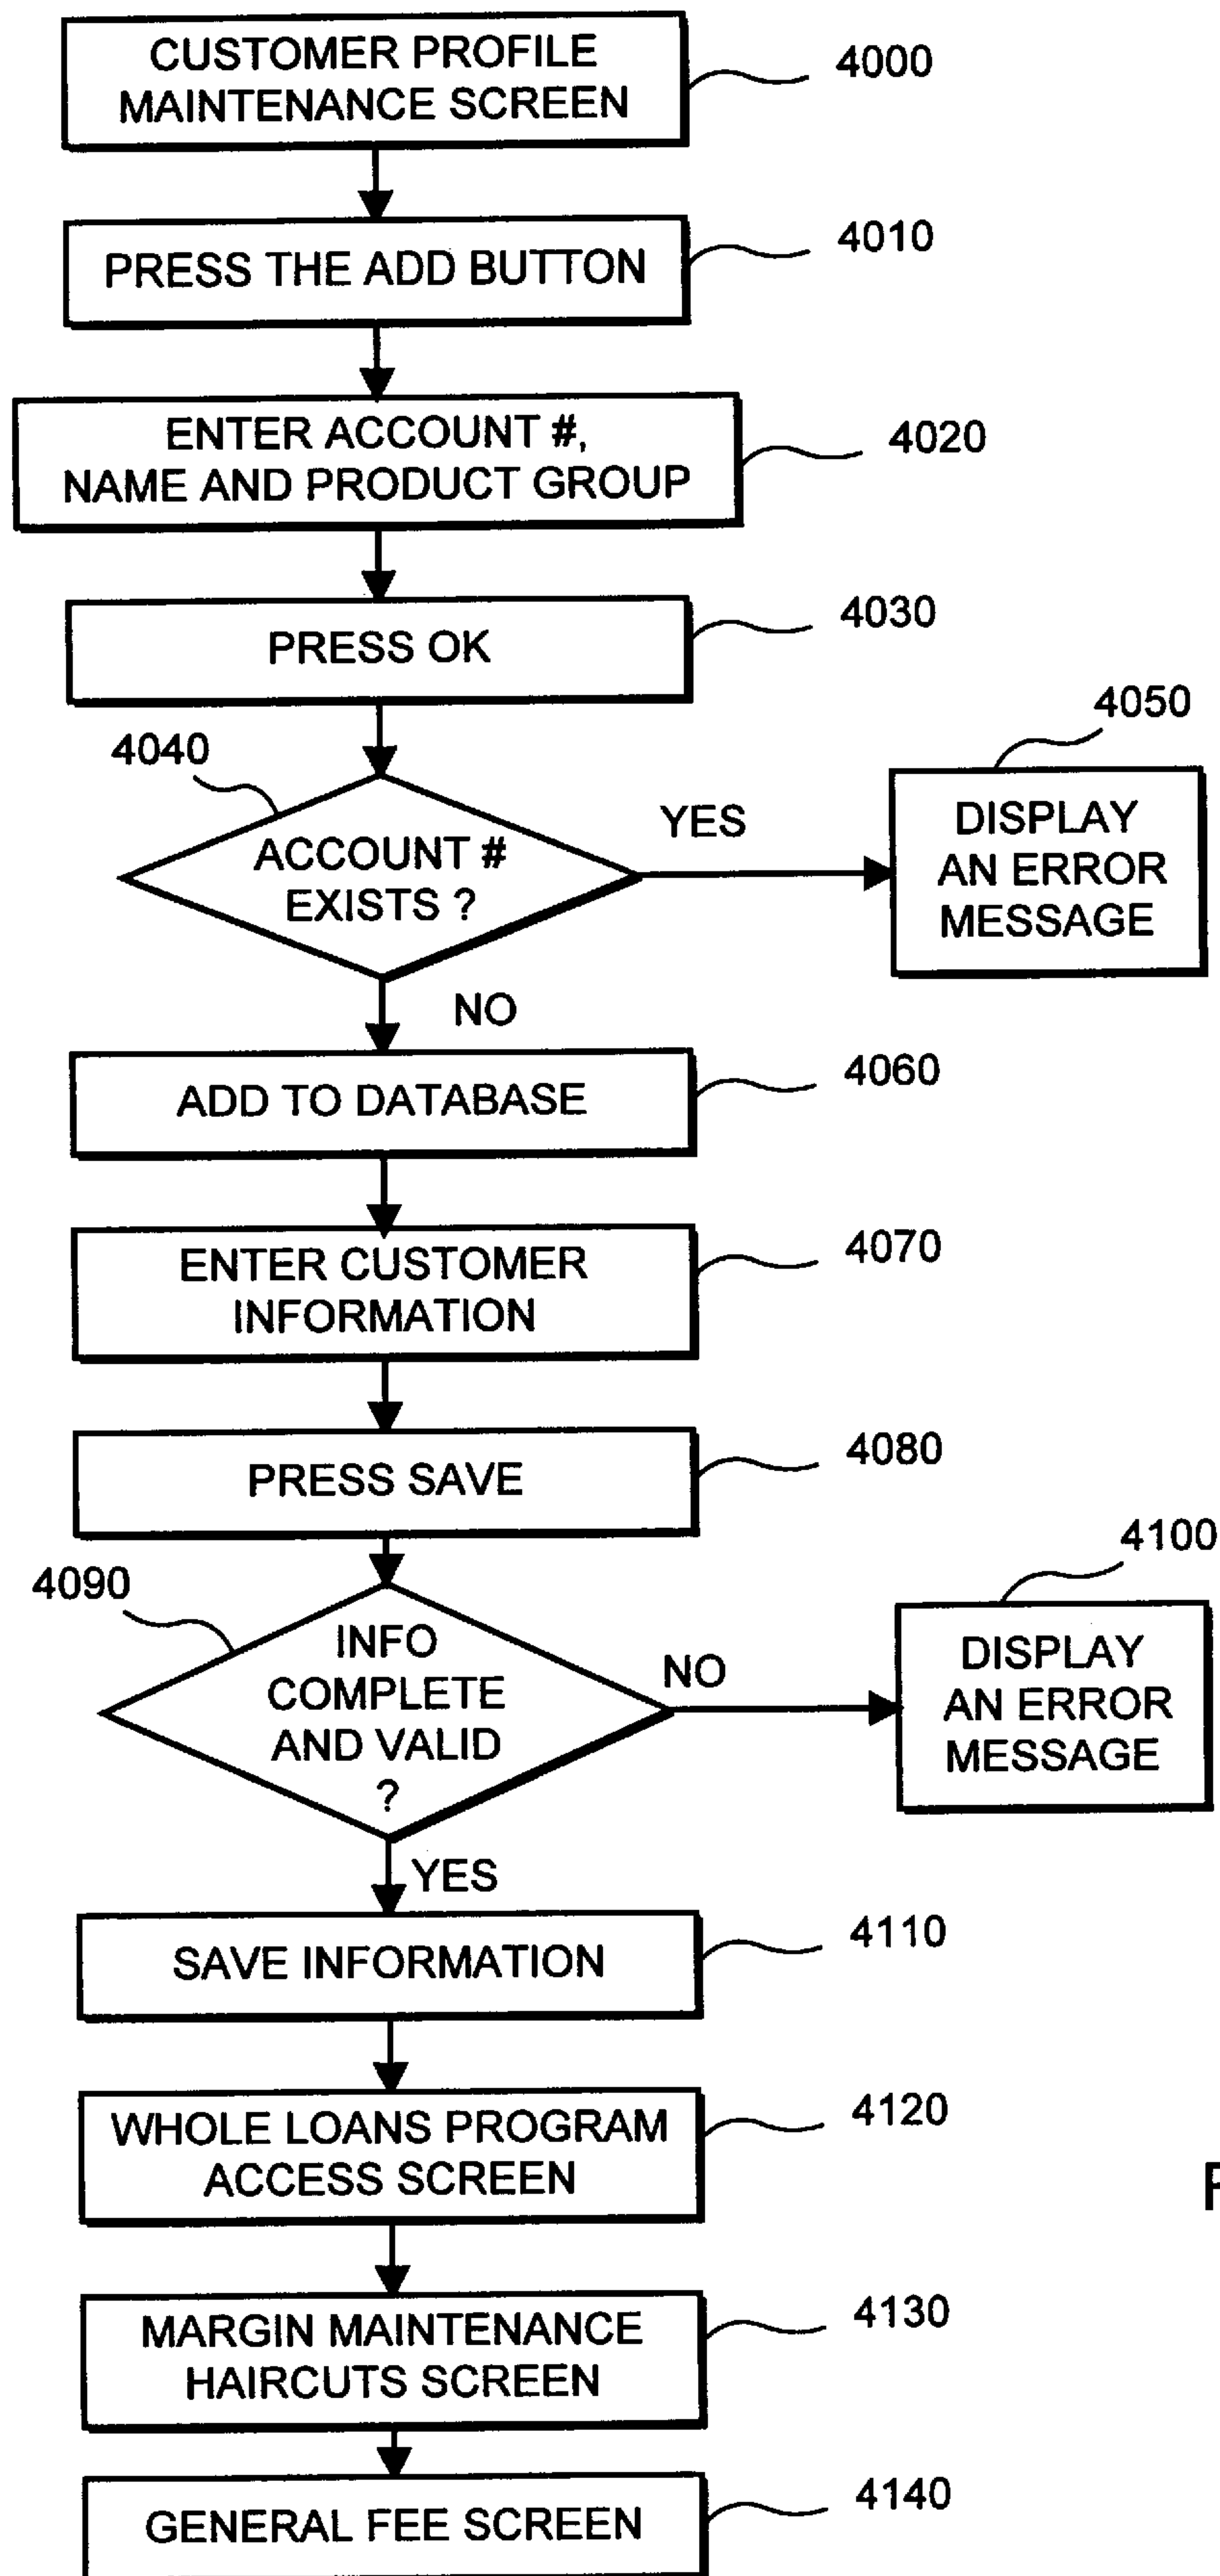 CUSTOMER PROFILE
MAINTENANCE SCREEN
4000
PRESS THE ADD BUTTON
4010
ENTER ACCOUNT #,
NAME AND PRODUCT GROUP
4020
PRESS OK
4030
4040
ACCOUNT #
EXISTS ?
YES
4050
DISPLAY
AN ERROR
MESSAGE
NO
ADD TO DATABASE
4060
ENTER CUSTOMER
INFORMATION
4070
PRESS SAVE
4080
4090
INFO
COMPLETE
AND VALID
?
NO
4100
DISPLAY
AN ERROR
MESSAGE
YES
SAVE INFORMATION
4110
WHOLE LOANS PROGRAM
ACCESS SCREEN
4120
MARGIN MAINTENANCE
HAIRCUTS SCREEN
4130
GENERAL FEE SCREEN
4140